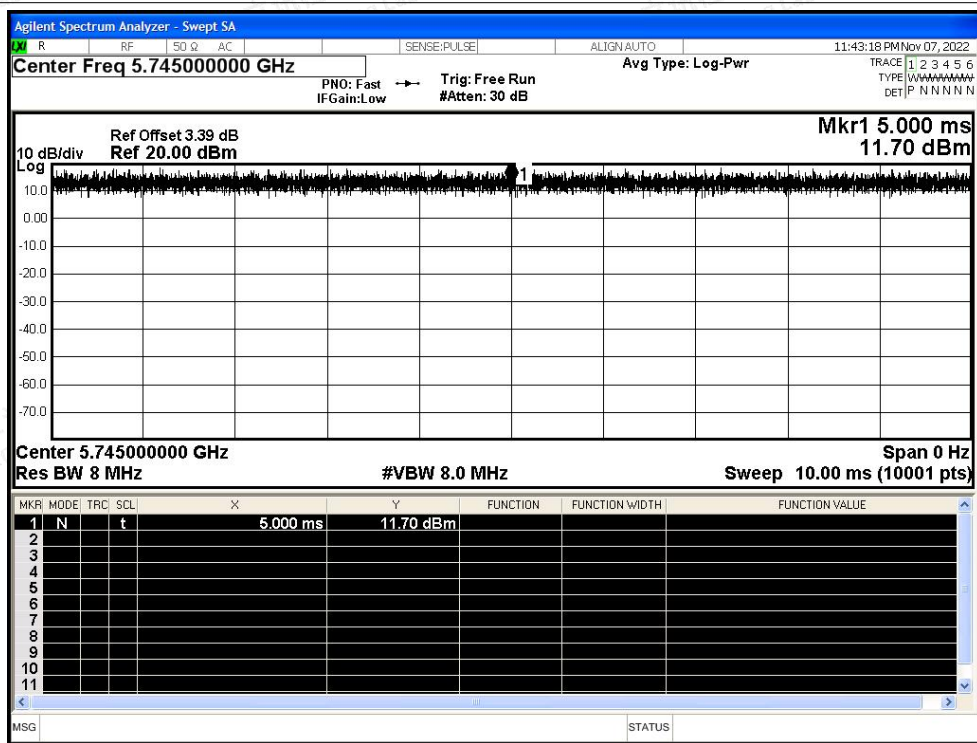 Agilent Spectrum Analyzer - Swept SA
LXI R RF 50 Ω AC SENSE:PULSE ALIGN AUTO 11:43:18 PM Nov 07, 2022
Center Freq 5.745000000 GHz
PNO: Fast
IFGain:Low
Trig: Free Run
#Atten: 30 dB
Avg Type: Log-Pwr
TRACE 1 2 3 4 5 6
TYPE WWWWWW
DET P N N N N N
Mkr1 5.000 ms
11.70 dBm
Ref Offset 3.39 dB
10 dB/div Ref 20.00 dBm
Log
1
10.0
0.00
-10.0
-20.0
-30.0
-40.0
-50.0
-60.0
-70.0
Center 5.745000000 GHz Span 0 Hz
Res BW 8 MHz #VBW 8.0 MHz Sweep 10.00 ms (10001 pts)
MKR MODE TRC SCL X Y FUNCTION FUNCTION WIDTH FUNCTION VALUE
1 N t 5.000 ms 11.70 dBm
2
3
4
5
6
7
8
9
10
11
MSG STATUS